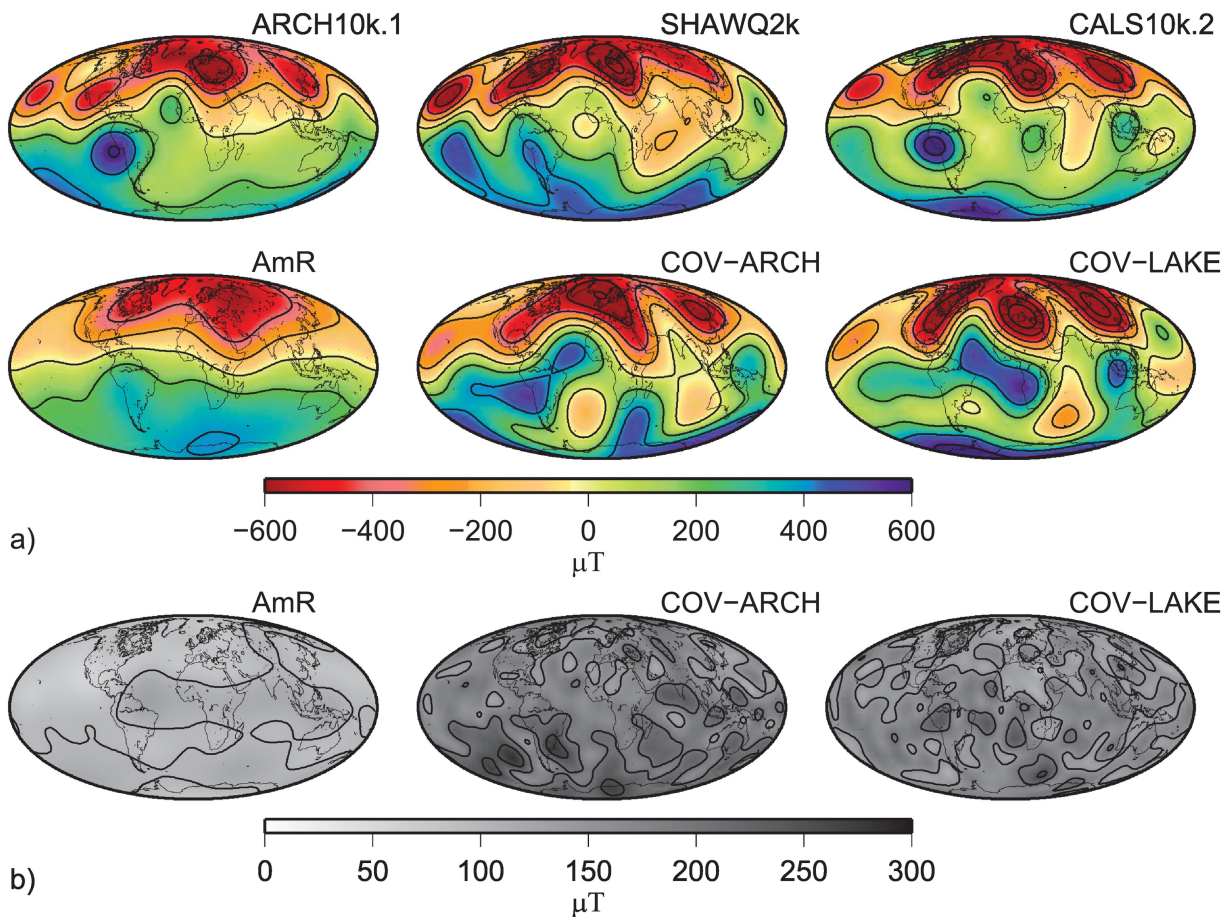 ARCH10k.1 SHAWQ2k CALS10k.2
AmR COV−ARCH COV−LAKE
−600 −400 −200 0 200 400 600
a)
μT
AmR COV−ARCH COV−LAKE
0 50 100 150 200 250 300
b)
μT